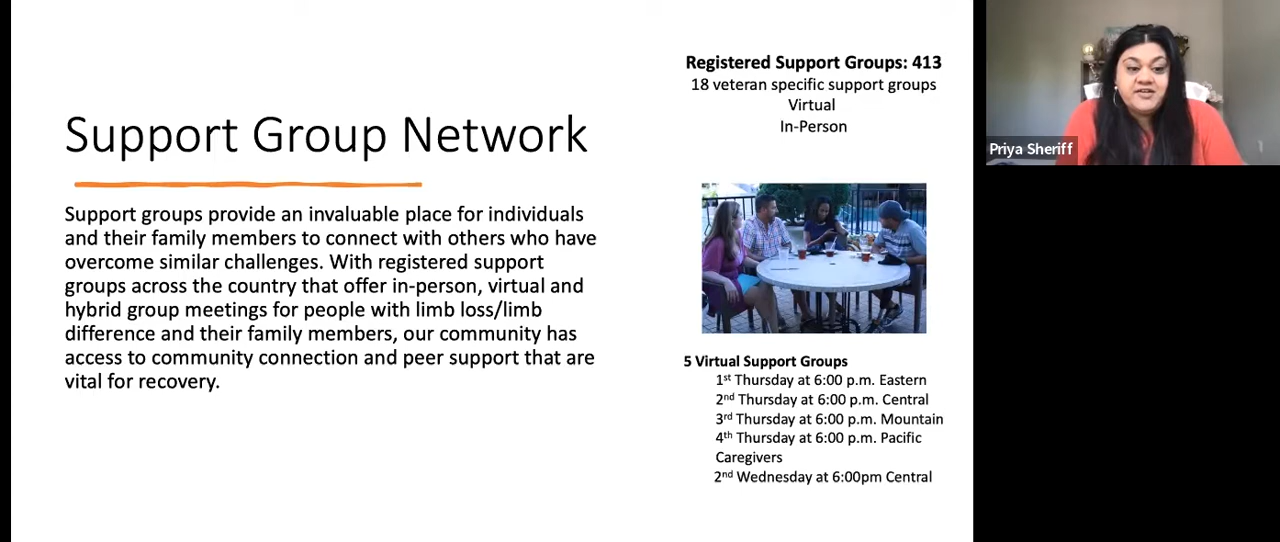 Support Group Network
Support groups provide an invaluable place for individuals
and their family members to connect with others who have
overcome similar challenges. With registered support
groups across the country that offer in-person, virtual and
hybrid group meetings for people with limb loss/limb
difference and their family members, our community has
access to community connection and peer support that are
vital for recovery.
Registered Support Groups: 413
18 veteran specific support groups
Virtual
In-Person
5 Virtual Support Groups
1st Thursday at 6:00 p.m. Eastern
2nd Thursday at 6:00 p.m. Central
3rd Thursday at 6:00 p.m. Mountain
4th Thursday at 6:00 p.m. Pacific
Caregivers
2nd Wednesday at 6:00pm Central
Priya Sheriff